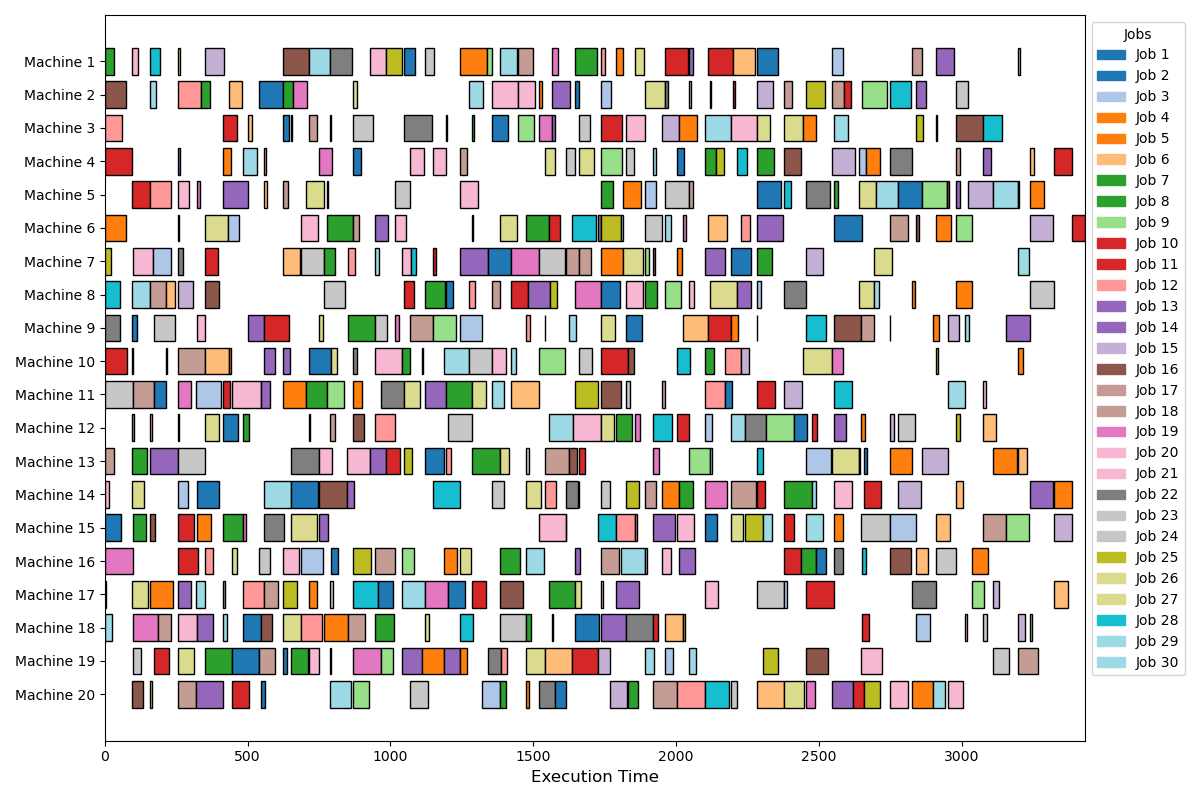 Machine 1
Machine 2
Machine 3
Machine 4
Machine 5
Machine 6
Machine 7
Machine 8
Machine 9
Machine 10
Machine 11
Machine 12
Machine 13
Machine 14
Machine 15
Machine 16
Machine 17
Machine 18
Machine 19
Machine 20
0 500 1000 1500 2000 2500 3000
Execution Time
Jobs
Job 1
Job 2
Job 3
Job 4
Job 5
Job 6
Job 7
Job 8
Job 9
Job 10
Job 11
Job 12
Job 13
Job 14
Job 15
Job 16
Job 17
Job 18
Job 19
Job 20
Job 21
Job 22
Job 23
Job 24
Job 25
Job 26
Job 27
Job 28
Job 29
Job 30